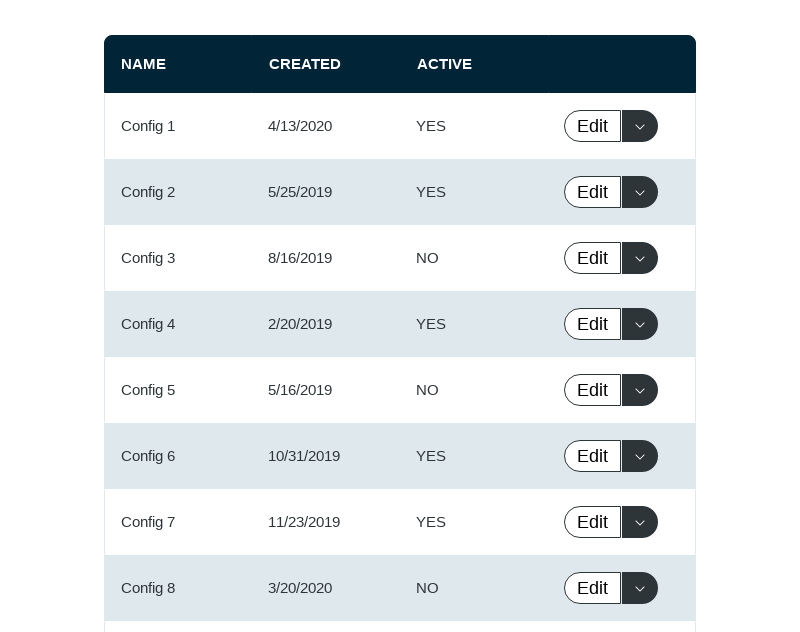 NAME CREATED ACTIVE
Config 1 4/13/2020 YES Edit
Config 2 5/25/2019 YES Edit
Config 3 8/16/2019 NO Edit
Config 4 2/20/2019 YES Edit
Config 5 5/16/2019 NO Edit
Config 6 10/31/2019 YES Edit
Config 7 11/23/2019 YES Edit
Config 8 3/20/2020 NO Edit